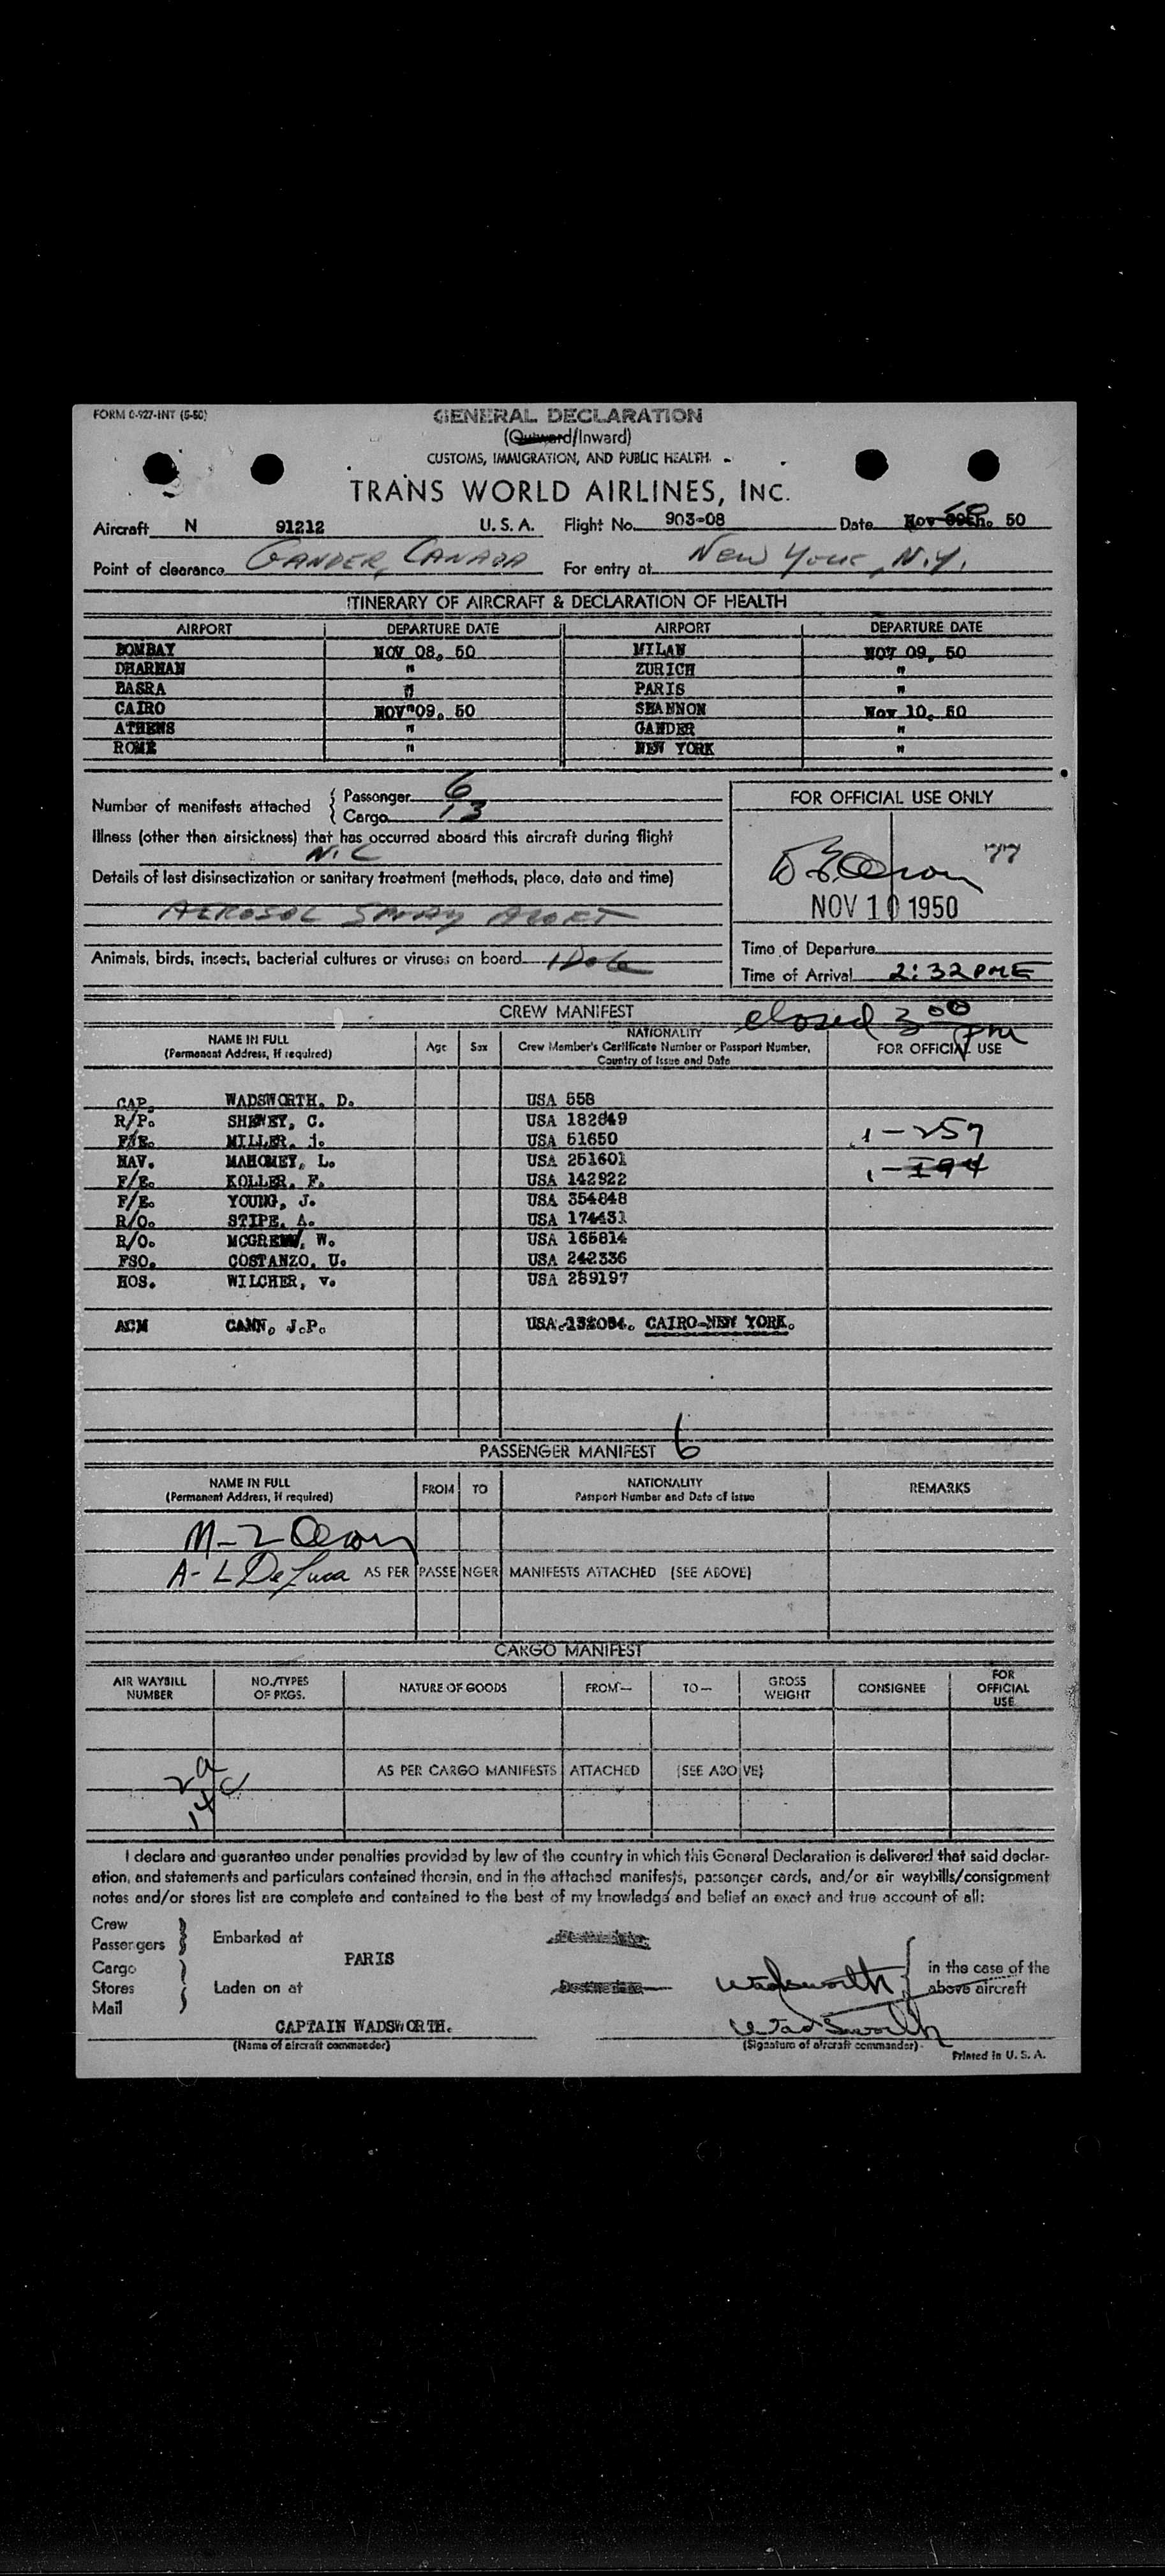 FORM O-927-INT (5-50)
GENERAL DECLARATION
(Outward/Inward)
CUSTOMS, IMMIGRATION, AND PUBLIC HEALTH
TRANS WORLD AIRLINES, INC.
Aircraft N 91212 U. S. A. Flight No. 903-08 Date Nov 09th. 10 50
Point of clearance GANDER, CANADA For entry at New York, N.Y.
ITINERARY OF AIRCRAFT & DECLARATION OF HEALTH
AIRPORT DEPARTURE DATE AIRPORT DEPARTURE DATE
BOMBAY NOV 08, 50 MILAN NOV 09, 50
DHARHAN " ZURICH "
BASRA " PARIS "
CAIRO NOV 09, 50 SHANNON Nov 10, 50
ATHENS " GANDER "
ROME " NEW YORK "
Number of manifests attached { Passenger 6
Cargo 13
FOR OFFICIAL USE ONLY
Illness (other than airsickness) that has occurred aboard this aircraft during flight
77
Details of last disinsectization or sanitary treatment (methods, place, date and time)
NOV 10 1950
AEROSOL SPRAY
Animals, birds, insects, bacterial cultures or viruses on board
Time of Departure
Time of Arrival 2:32 PME
CREW MANIFEST
closed 3 00 Pm
NAME IN FULL
(Permanent Address, If required)
Age Sex
NATIONALITY
Crew Member's Certificate Number or Passport Number,
Country of Issue and Date
FOR OFFICIAL USE
CAP. WADSWORTH, D. USA 558
R/P. SHENEY, C. USA 182849
F/E. MILLER, i. USA 51650 1-257
NAV. MAHONEY, L. USA 251601 1-194
F/E. KOLLER, F. USA 142922
F/E. YOUNG, J. USA 354848
R/O. STIPE, A. USA 174431
R/O. MCGREW, W. USA 165814
FSO. COSTANZO, U. USA 242336
HOS. WILCHER, v. USA 289197
ACM CANN, J.P. USA 132054. CAIRO-NEW YORK.
PASSENGER MANIFEST 6
NAME IN FULL
(Permanent Address, if required)
FROM TO
NATIONALITY
Passport Number and Date of issue
REMARKS
M-2
A- L DeLuca AS PER PASSENGER MANIFESTS ATTACHED (SEE ABOVE)
CARGO MANIFEST
AIR WAYBILL NUMBER
NO./TYPES OF PKGS.
NATURE OF GOODS
FROM—
TO—
GROSS WEIGHT
CONSIGNEE
FOR OFFICIAL USE
2a
14 C
AS PER CARGO MANIFESTS ATTACHED (SEE ABOVE)
I declare and guarantee under penalties provided by law of the country in which this General Declaration is delivered that said declar-
ation, and statements and particulars contained therein, and in the attached manifests, passenger cards, and/or air waybills/consignment
notes and/or stores list are complete and contained to the best of my knowledge and belief an exact and true account of all:
Crew
Passengers } Embarked at
PARIS
Cargo
Stores } Laden on at
Mail
Wadsworth { in the case of the
above aircraft
CAPTAIN WADSWORTH. Wadsworth
(Name of aircraft commander) (Signature of aircraft commander)
Printed in U. S. A.